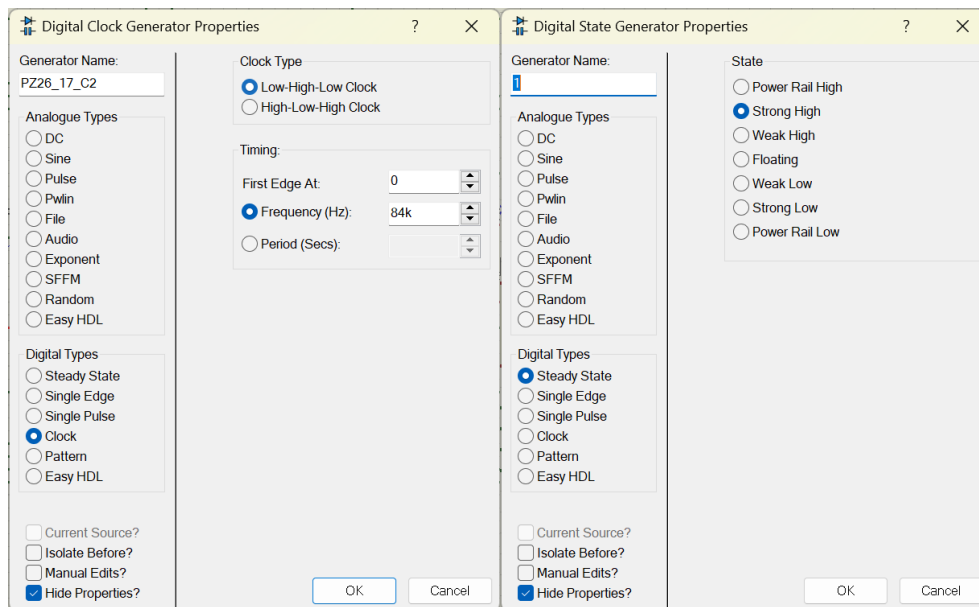 Digital Clock Generator Properties
?
Generator Name:
PZ26_17_C2
Analogue Types
DC
Sine
Pulse
Pwlin
File
Audio
Exponent
SFFM
Random
Easy HDL
Digital Types
Steady State
Single Edge
Single Pulse
Clock
Pattern
Easy HDL
Current Source?
Isolate Before?
Manual Edits?
Hide Properties?
Clock Type
Low-High-Low Clock
High-Low-High Clock
Timing:
First Edge At: 0
Frequency (Hz): 84k
Period (Secs):
OK Cancel
Digital State Generator Properties
?
Generator Name:
1
Analogue Types
DC
Sine
Pulse
Pwlin
File
Audio
Exponent
SFFM
Random
Easy HDL
Digital Types
Steady State
Single Edge
Single Pulse
Clock
Pattern
Easy HDL
Current Source?
Isolate Before?
Manual Edits?
Hide Properties?
State
Power Rail High
Strong High
Weak High
Floating
Weak Low
Strong Low
Power Rail Low
OK Cancel